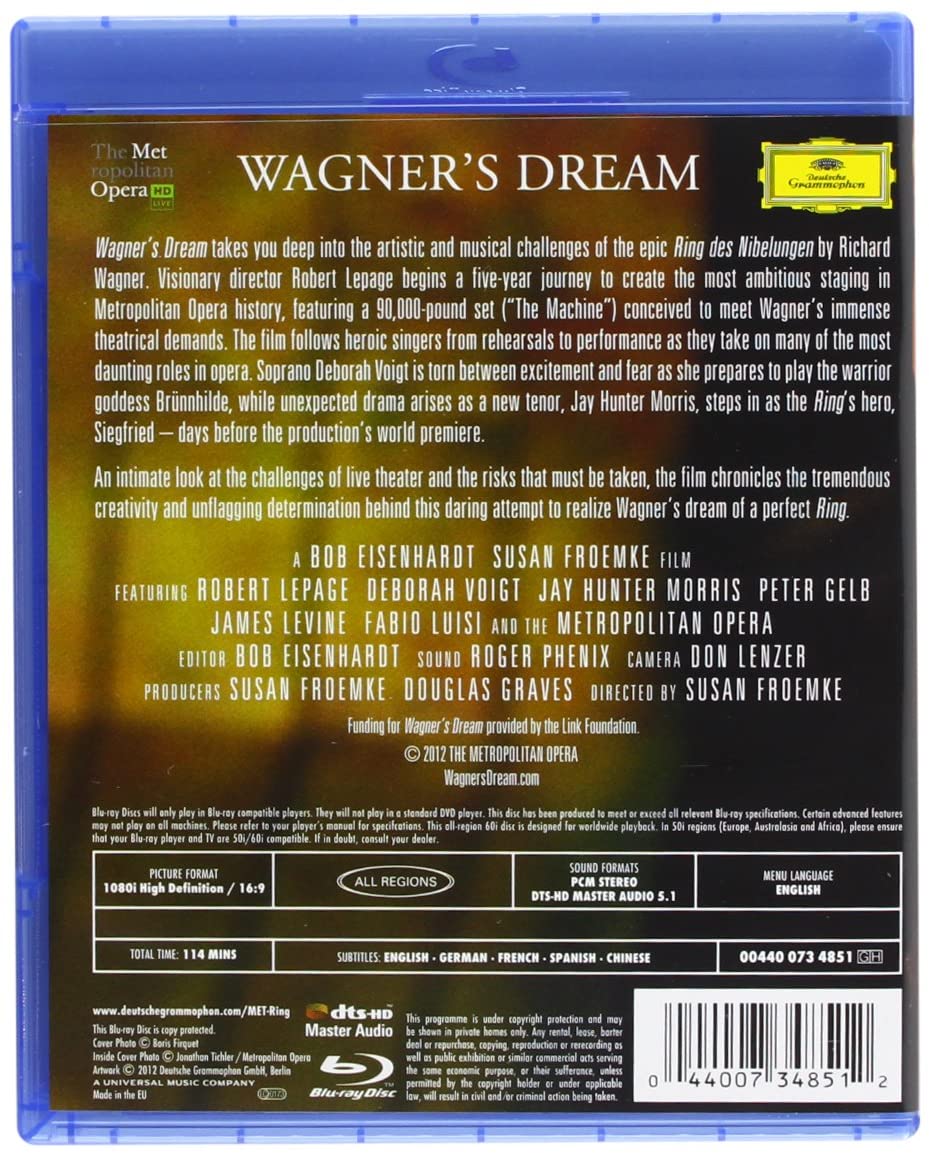 The Met
ropolitan
Opera HD
LIVE
WAGNER'S DREAM
Deutsche
Grammophon
Wagner's Dream takes you deep into the artistic and musical challenges of the epic Ring des Nibelungen by Richard
Wagner. Visionary director Robert Lepage begins a five-year journey to create the most ambitious staging in
Metropolitan Opera history, featuring a 90,000-pound set ("The Machine") conceived to meet Wagner's immense
theatrical demands. The film follows heroic singers from rehearsals to performance as they take on many of the most
daunting roles in opera. Soprano Deborah Voigt is torn between excitement and fear as she prepares to play the warrior
goddess Brünnhilde, while unexpected drama arises as a new tenor, Jay Hunter Morris, steps in as the Ring's hero,
Siegfried — days before the production's world premiere.
An intimate look at the challenges of live theater and the risks that must be taken, the film chronicles the tremendous
creativity and unflagging determination behind this daring attempt to realize Wagner's dream of a perfect Ring.
A BOB EISENHARDT SUSAN FROEMKE FILM
FEATURING ROBERT LEPAGE DEBORAH VOIGT JAY HUNTER MORRIS PETER GELB
JAMES LEVINE FABIO LUISI AND THE METROPOLITAN OPERA
EDITOR BOB EISENHARDT SOUND ROGER PHENIX CAMERA DON LENZER
PRODUCERS SUSAN FROEMKE DOUGLAS GRAVES DIRECTED BY SUSAN FROEMKE
Funding for Wagner's Dream provided by the Link Foundation.
© 2012 THE METROPOLITAN OPERA
WagnersDream.com
Blu-ray Discs will only play in Blu-ray compatible players. They will not play in a standard DVD player. This disc has been produced to meet or exceed all relevant Blu-ray specifications. Certain advanced features
may not play on all machines. Please refer to your player's manual for specifcations. This all-region 60i disc is designed for worldwide playback. In 50i regions (Europe, Australasia and Africa), please ensure
that your Blu-ray player and TV are 50i/60i compatible. If in doubt, consult your dealer.
PICTURE FORMAT
1080i High Definition / 16:9
ALL REGIONS
SOUND FORMATS
PCM STEREO
DTS-HD MASTER AUDIO 5.1
MENU LANGUAGE
ENGLISH
TOTAL TIME: 114 MINS
SUBTITLES: ENGLISH · GERMAN · FRENCH · SPANISH · CHINESE
00440 073 4851 GH
www.deutschegrammophon.com/MET-Ring
This Blu-ray Disc is copy protected.
Cover Photo © Boris Firquet
Inside Cover Photo © Jonathan Tichler / Metropolitan Opera
Artwork © 2012 Deutsche Grammophon GmbH, Berlin
A UNIVERSAL MUSIC COMPANY
Made in the EU
dts-HD
Master Audio
Blu-ray Disc
This programme is under copyright protection and may
be shown in private homes only. Any rental, lease, barter
deal or repurchase, copying, reproduction or rerecording as
well as public exhibition or similar commercial acts serving
the same economic purpose, or their sufferance, unless
permitted by the copyright holder or under applicable
law, will result in civil and/or criminal action being taken.
0 44007 34851 2